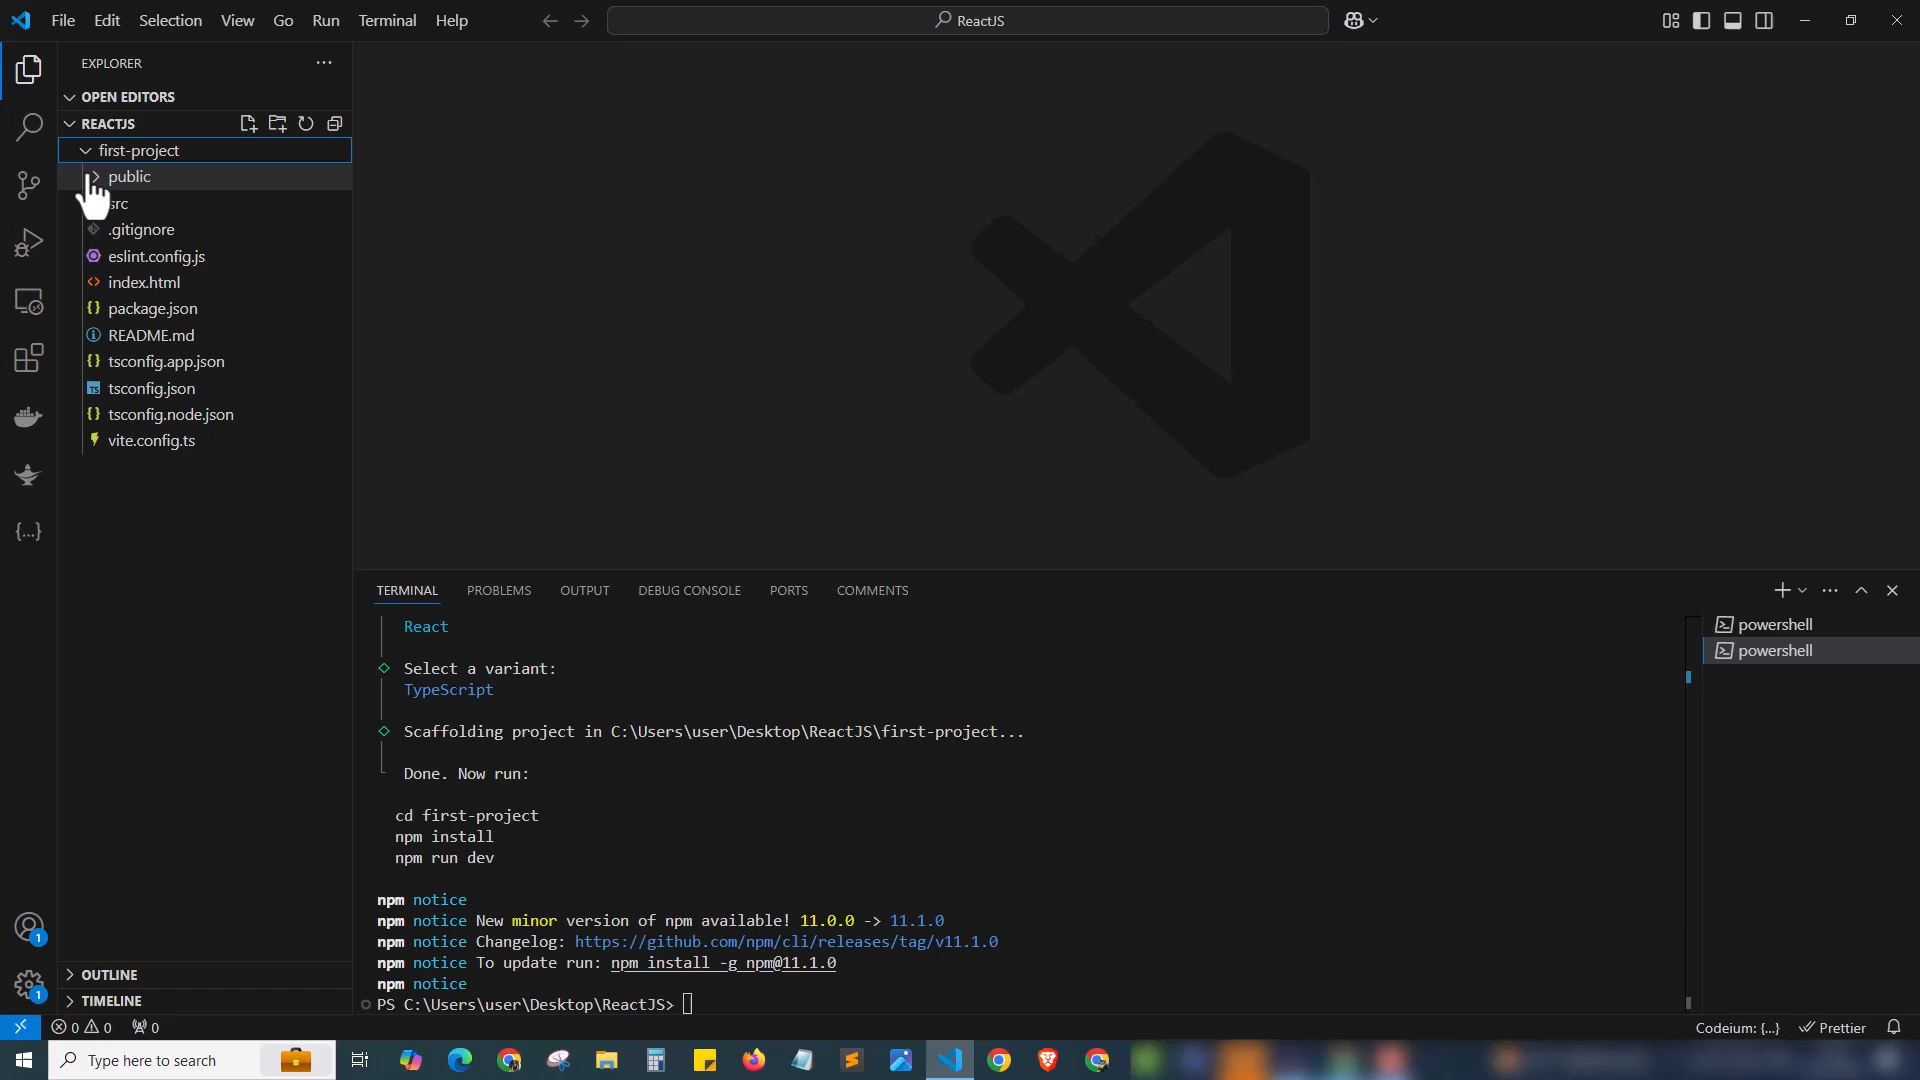 File Edit Selection View Go Run Terminal Help
ReactJS
EXPLORER
OPEN EDITORS
REACTJS
first-project
public
src
.gitignore
eslint.config.js
index.html
package.json
README.md
tsconfig.app.json
tsconfig.json
tsconfig.node.json
vite.config.ts
OUTLINE
TIMELINE
TERMINAL PROBLEMS OUTPUT DEBUG CONSOLE PORTS COMMENTS
React
Select a variant:
TypeScript
Scaffolding project in C:\Users\user\Desktop\ReactJS\first-project...
Done. Now run:
cd first-project
npm install
npm run dev
npm notice
npm notice New minor version of npm available! 11.0.0 -> 11.1.0
npm notice Changelog: https://github.com/npm/cli/releases/tag/v11.1.0
npm notice To update run: npm install -g npm@11.1.0
npm notice
PS C:\Users\user\Desktop\ReactJS>
powershell
powershell
1
1
0 0 0
Codeium: {...} Prettier
Type here to search